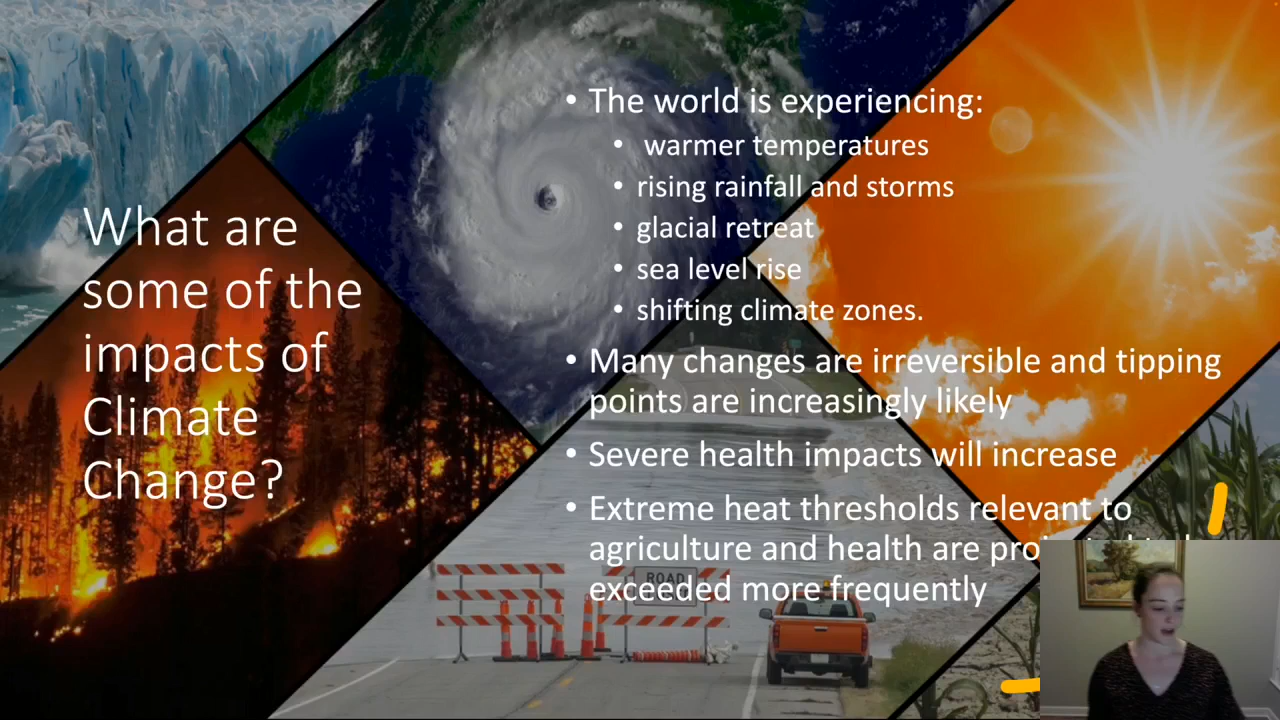 What are
some of the
impacts of
Climate
Change?
• The world is experiencing:
• warmer temperatures
• rising rainfall and storms
• glacial retreat
• sea level rise
• shifting climate zones.
• Many changes are irreversible and tipping
points are increasingly likely
• Severe health impacts will increase
• Extreme heat thresholds relevant to
agriculture and health are
exceeded more frequently
ROAD